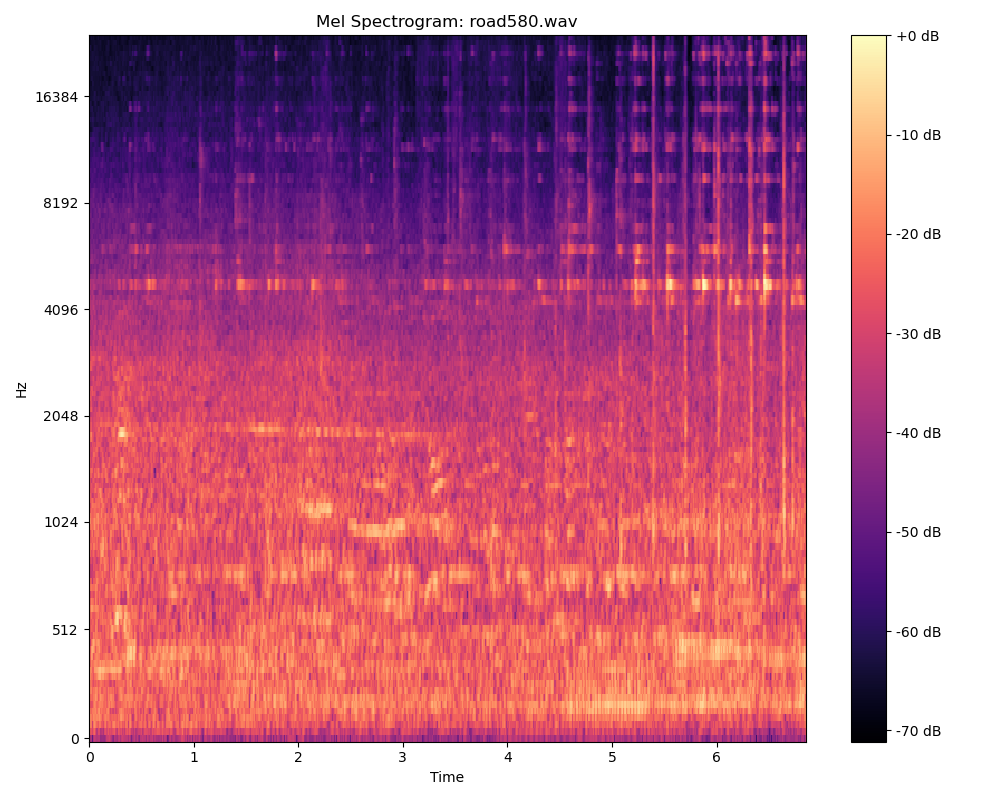 Mel Spectrogram: road580.wav
+0 dB
16384
-10 dB
8192
-20 dB
4096
-30 dB
Hz
2048
-40 dB
1024
-50 dB
512
-60 dB
0
-70 dB
0 1 2 3 4 5 6
Time